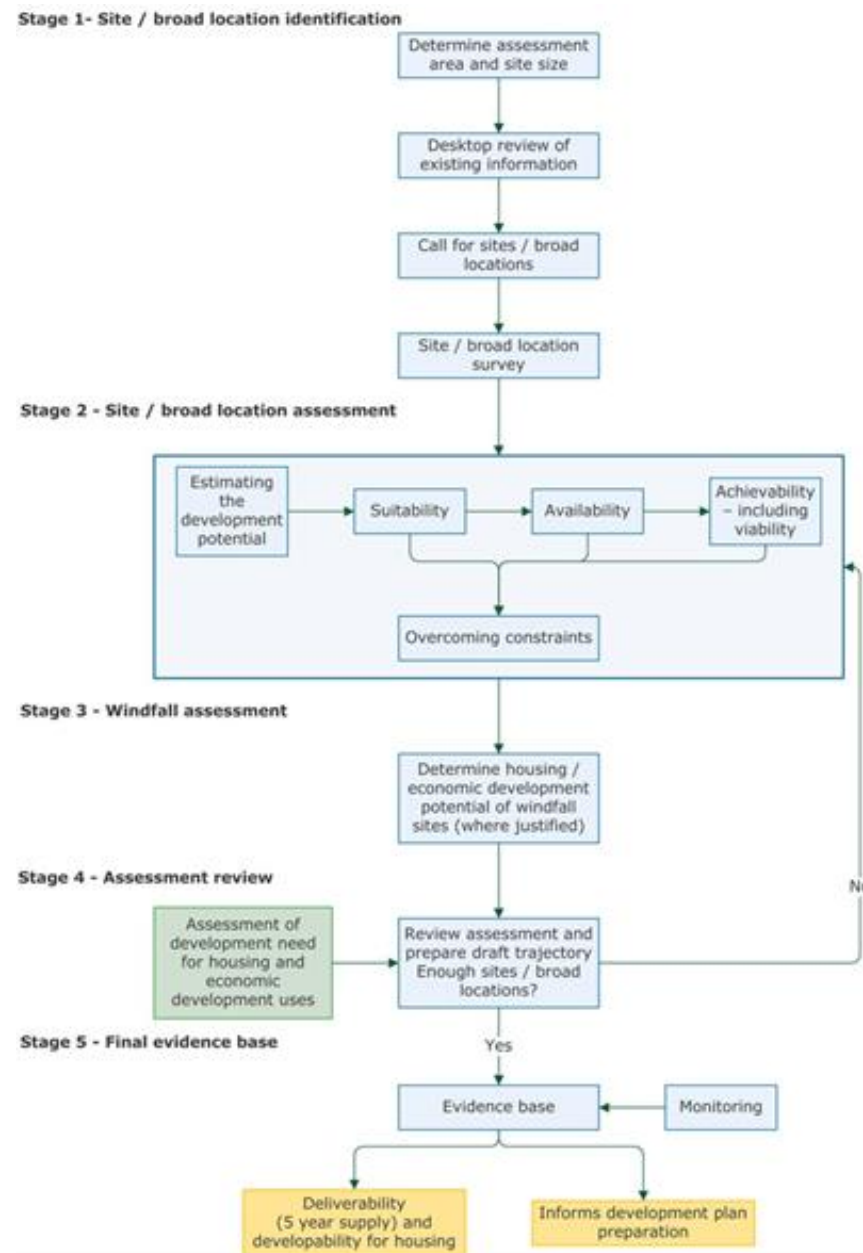 Stage 1- Site / broad location identification
Determine assessment
area and site size
Desktop review of
existing information
Call for sites / broad
locations
Site / broad location
survey
Stage 2 - Site / broad location assessment
Estimating
the
development
potential
Suitability
Availability
Achievability
– including
viability
Overcoming constraints
Stage 3 - Windfall assessment
Determine housing /
economic development
potential of windfall
sites (where justified)
Stage 4 - Assessment review
Assessment of
development need
for housing and
economic
development uses
Review assessment and
prepare draft trajectory
Enough sites / broad
locations?
Stage 5 - Final evidence base
Yes
Evidence base
Monitoring
Deliverability
(5 year supply) and
developability for housing
Informs development plan
preparation